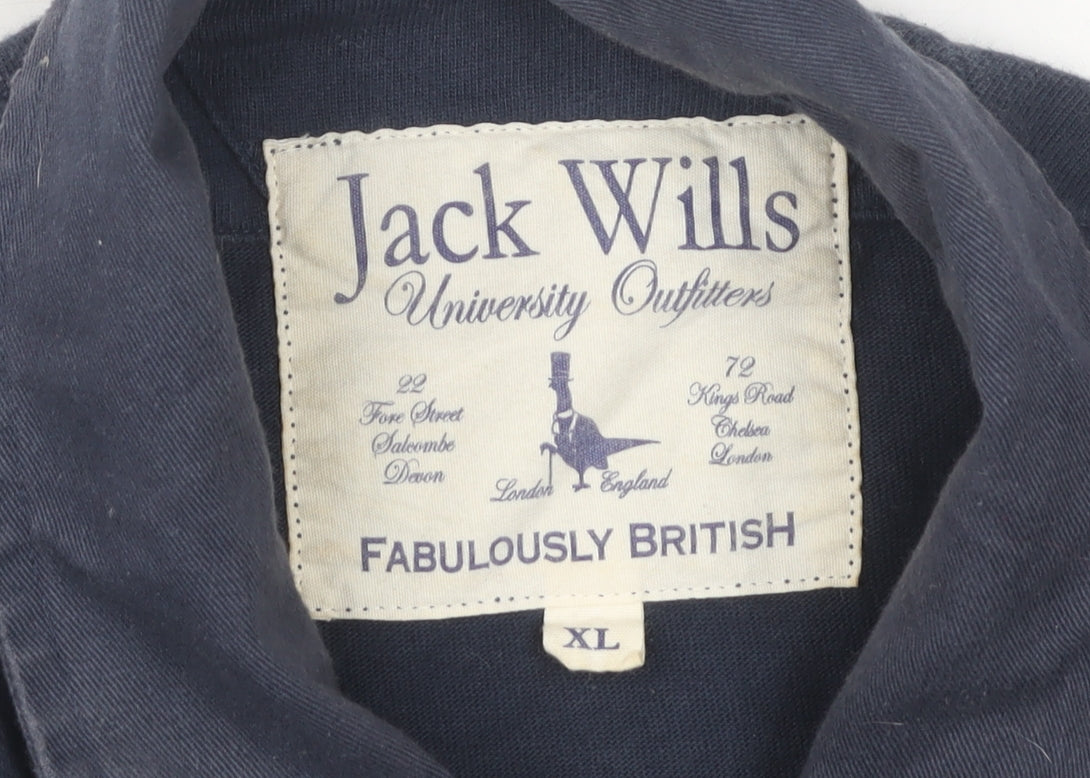 Jack Wills
University Outfitters
22
Fore Street
Salcombe
Devon
72
Kings Road
Chelsea
London
London England
FABULOUSLY BRITISH
XL